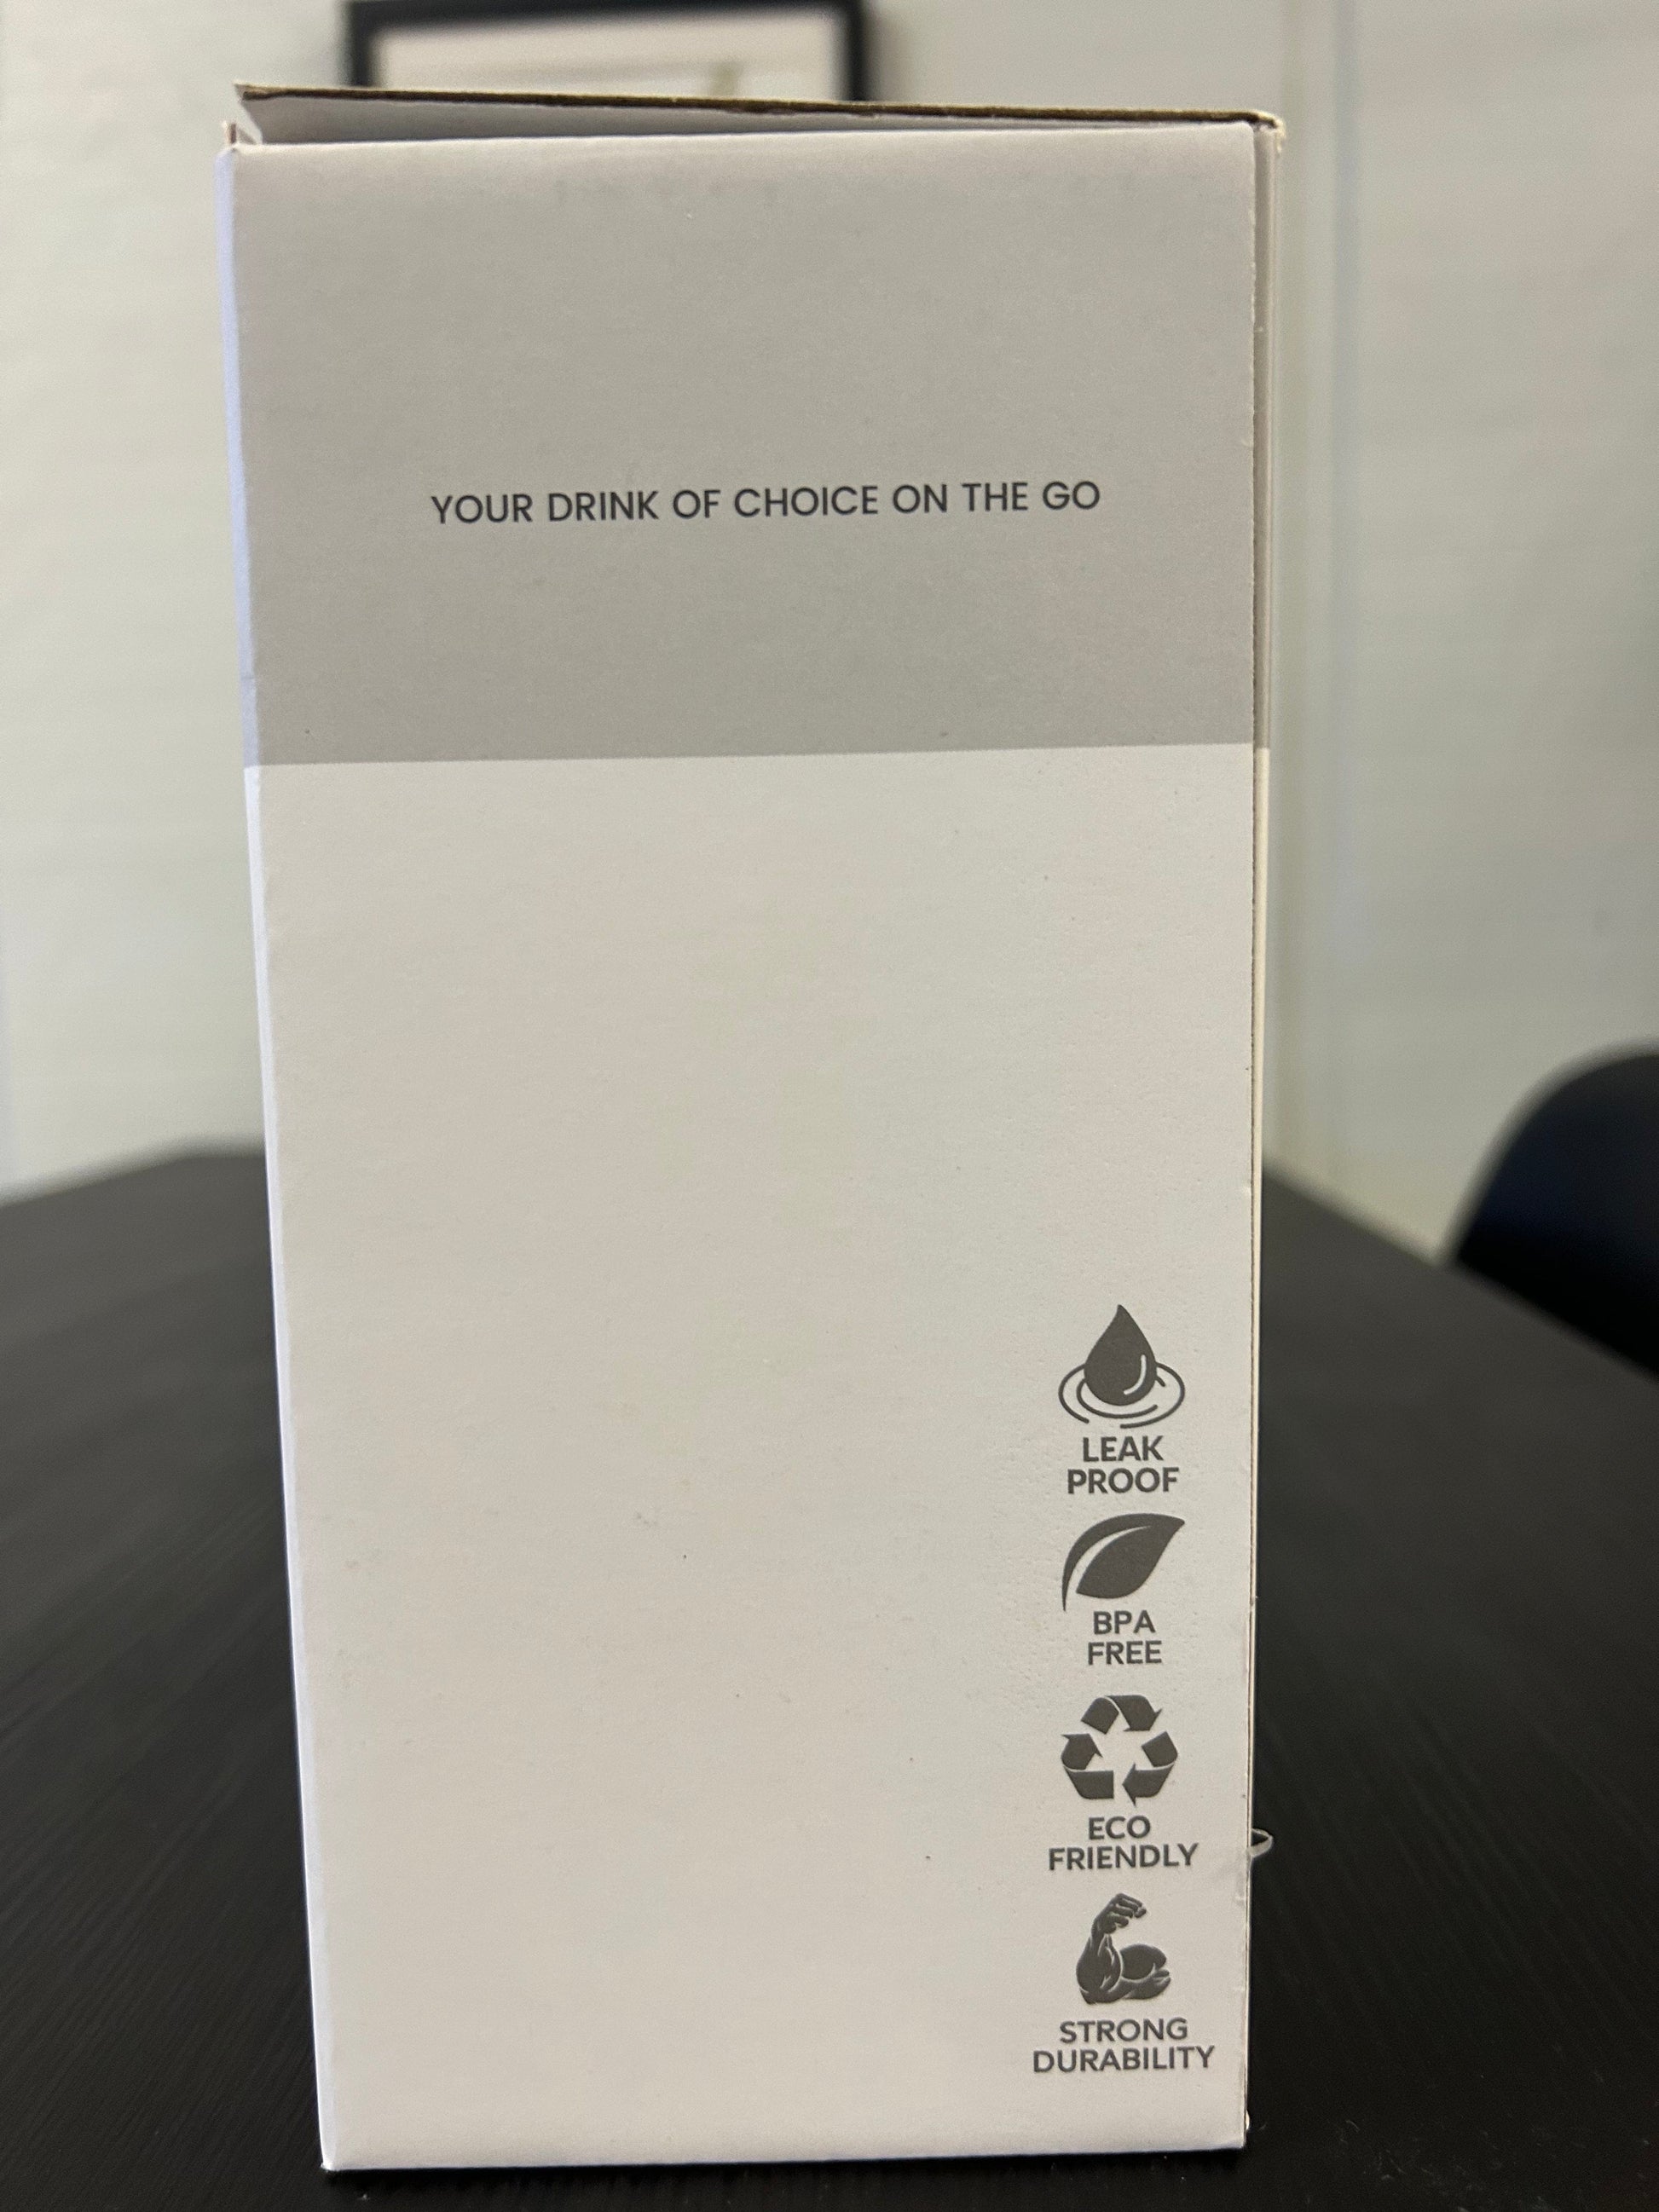 YOUR DRINK OF CHOICE ON THE GO
LEAK
PROOF
BPA
FREE
ECO
FRIENDLY
STRONG
DURABILITY